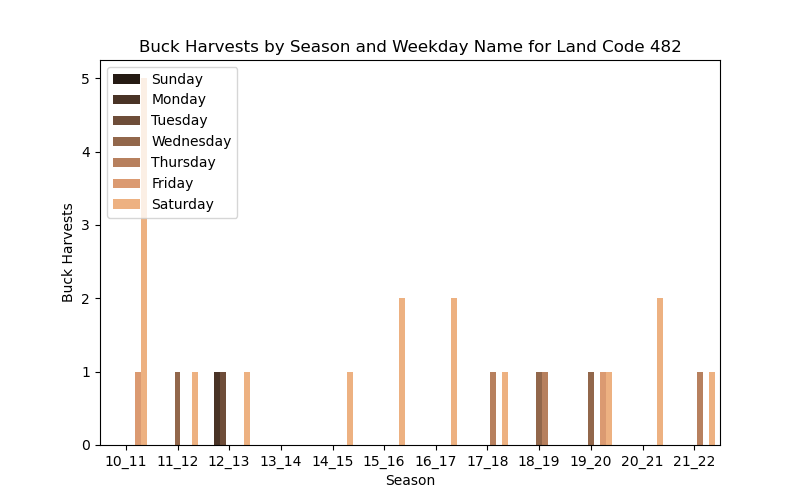 Buck Harvests by Season and Weekday Name for Land Code 482
Buck Harvests
5
4
3
2
1
0
Sunday
Monday
Tuesday
Wednesday
Thursday
Friday
Saturday
10_11 11_12 12_13 13_14 14_15 15_16 16_17 17_18 18_19 19_20 20_21 21_22
Season